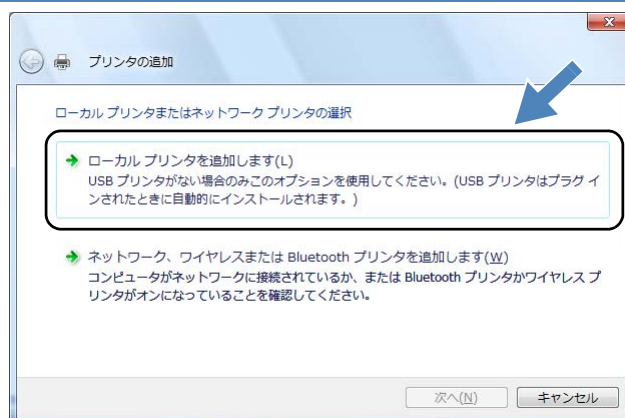 プリンタの追加
ローカル プリンタまたはネットワーク プリンタの選択
ローカル プリンタを追加します(L)
USB プリンタがない場合のみこのオプションを使用してください。(USB プリンタはプラグ イ
ンされたときに自動的にインストールされます。)
ネットワーク、ワイヤレスまたは Bluetooth プリンタを追加します(W)
コンピュータがネットワークに接続されているか、または Bluetooth プリンタかワイヤレス プ
リンタがオンになっていることを確認してください。
次へ(N)
キャンセル